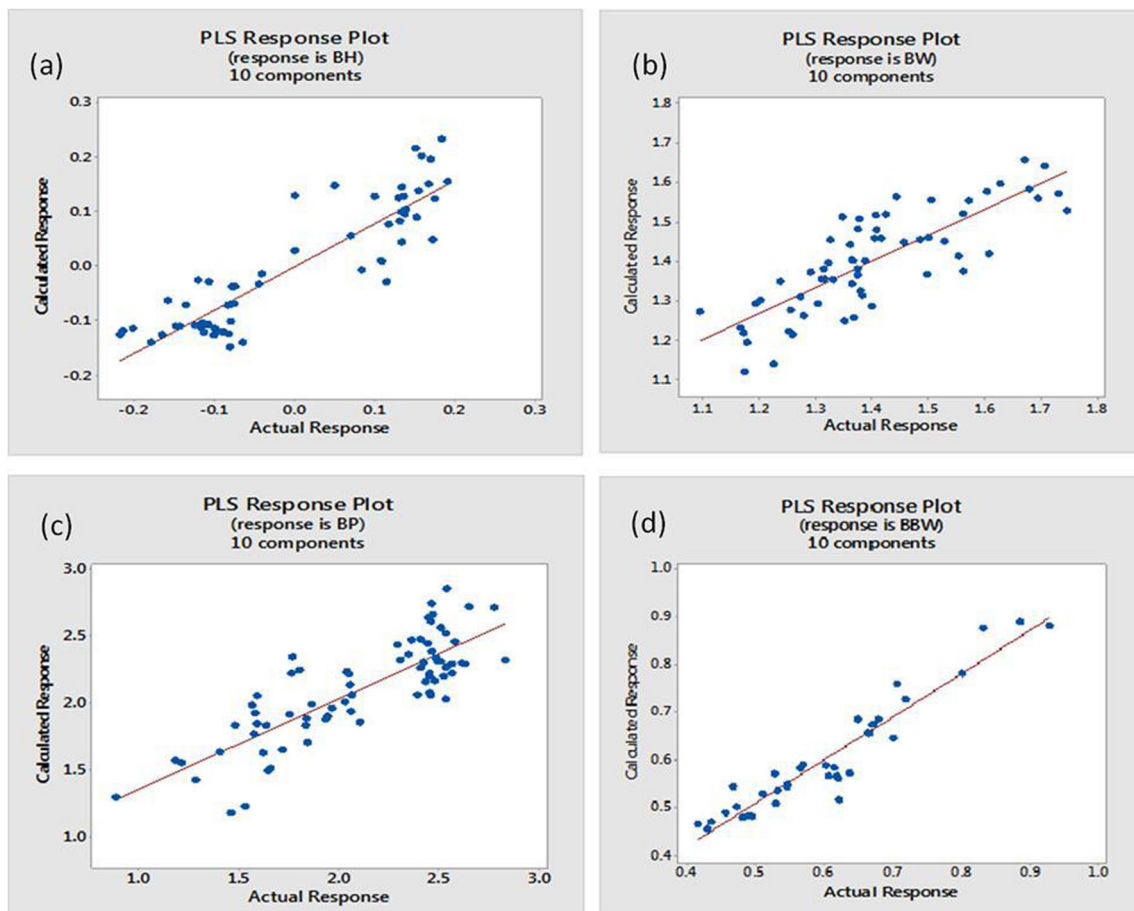 (a)
PLS Response Plot
(response is BH)
10 components
0.3
0.2
0.1
0.0
-0.1
-0.2
Calculated Response
-0.2 -0.1 0.0 0.1 0.2 0.3
Actual Response
(b)
PLS Response Plot
(response is BW)
10 components
1.8
1.7
1.6
1.5
1.4
1.3
1.2
1.1
Calculated Response
1.1 1.2 1.3 1.4 1.5 1.6 1.7 1.8
Actual Response
(c)
PLS Response Plot
(response is BP)
10 components
3.0
2.5
2.0
1.5
1.0
Calculated Response
1.0 1.5 2.0 2.5 3.0
Actual Response
(d)
PLS Response Plot
(response is BBW)
10 components
1.0
0.9
0.8
0.7
0.6
0.5
0.4
Calculated Response
0.4 0.5 0.6 0.7 0.8 0.9 1.0
Actual Response